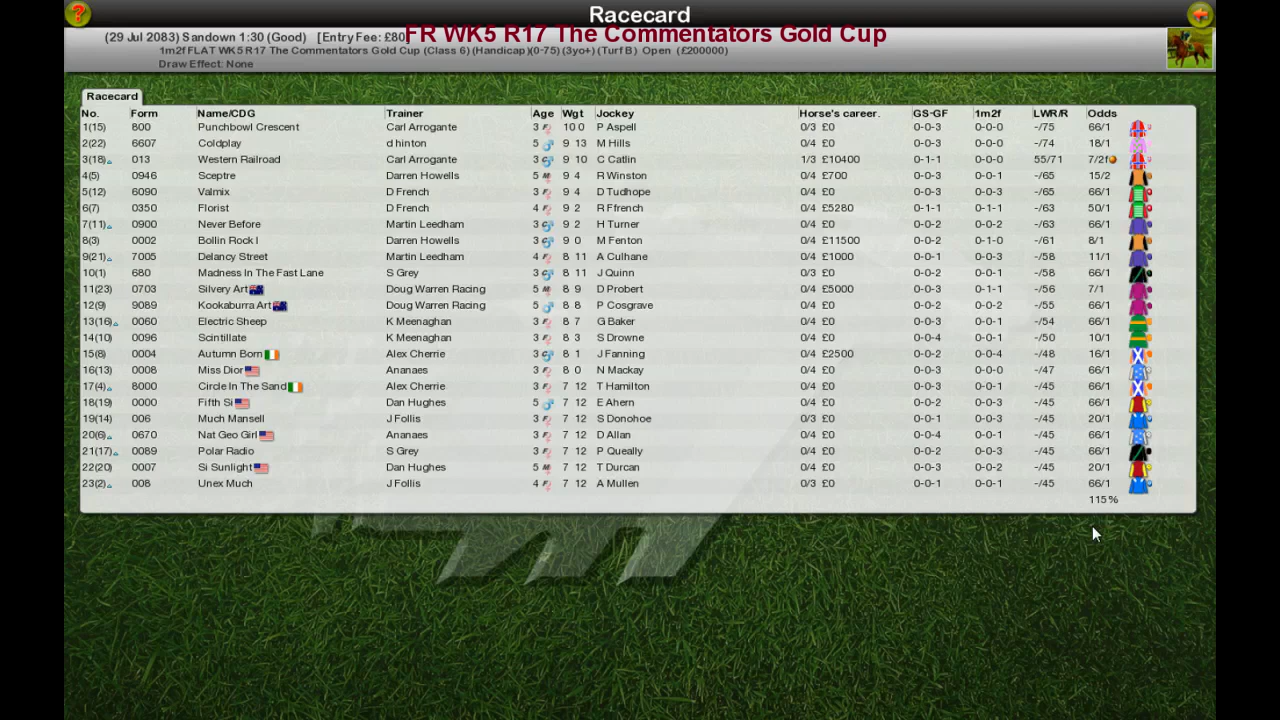 Racecard
FR WK5 R17 The Commentators Gold Cup
(29 Jul 2083) Sandown 1:30 (Good) [Entry Fee: £80
1m2f FLAT WK5 R17 The Commentators Gold Cup (Class 6) (Handicap)(0-75) (3yo+) (Turf B) Open (£200000)
Draw Effect: None
Racecard
No. Form Name/CDG Trainer Age Wgt Jockey Horse's career. GS-GF 1m2f LWR/R Odds
1(15) 800 Punchbowl Crescent Carl Arrogante 3 10 0 P Aspell 0/3 £0 0-0-3 0-0-0 -/75 66/1
2(22) 6607 Coldplay d hinton 5 9 13 M Hills 0/4 £0 0-0-3 0-0-0 -/74 18/1
3(18) 013 Western Railroad Carl Arrogante 3 9 10 C Catlin 1/3 £10400 0-1-1 0-0-0 55/71 7/2f
4(5) 0946 Sceptre Darren Howells 5 9 4 R Winston 0/4 £700 0-0-3 0-0-1 -/65 15/2
5(12) 6090 Valmix D French 3 9 4 D Tudhope 0/4 £0 0-0-3 0-0-3 -/65 66/1
6(7) 0350 Florist D French 4 9 2 R Ffrench 0/4 £5280 0-1-1 0-1-1 -/63 50/1
7(11) 0900 Never Before Martin Leedham 3 9 2 H Turner 0/4 £0 0-0-2 0-0-2 -/63 66/1
8(3) 0002 Bollin Rock I Darren Howells 3 9 0 M Fenton 0/4 £11500 0-0-2 0-1-0 -/61 8/1
9(21) 7005 Delancy Street Martin Leedham 4 8 11 A Culhane 0/4 £1000 0-0-1 0-0-3 -/58 11/1
10(1) 680 Madness In The Fast Lane S Grey 3 8 11 J Quinn 0/3 £0 0-0-2 0-0-1 -/58 66/1
11(23) 0703 Silvery Art Doug Warren Racing 5 8 9 D Probert 0/4 £5000 0-0-3 0-1-1 -/56 7/1
12(9) 9089 Kookaburra Art Doug Warren Racing 5 8 8 P Cosgrave 0/4 £0 0-0-2 0-0-2 -/55 66/1
13(16) 0060 Electric Sheep K Meenaghan 3 8 7 G Baker 0/4 £0 0-0-3 0-0-1 -/54 66/1
14(10) 0096 Scintillate K Meenaghan 3 8 3 S Drowne 0/4 £0 0-0-4 0-0-1 -/50 10/1
15(8) 0004 Autumn Born Alex Cherrie 3 8 1 J Fanning 0/4 £2500 0-0-2 0-0-4 -/48 16/1
16(13) 0008 Miss Dior Ananaes 3 8 0 N Mackay 0/4 £0 0-0-3 0-0-0 -/47 66/1
17(4) 8000 Circle In The Sand Alex Cherrie 3 7 12 T Hamilton 0/4 £0 0-0-1 0-0-1 -/45 66/1
18(19) 0000 Fifth Si Dan Hughes 5 7 12 E Ahern 0/4 £0 0-0-2 0-0-1 -/45 66/1
19(14) 006 Much Mansell J Follis 3 7 12 S Donohoe 0/3 £0 0-0-1 0-0-3 -/45 20/1
20(6) 0670 Nat Geo Girl Ananaes 3 7 12 D Allan 0/4 £0 0-0-4 0-0-1 -/45 66/1
21(17) 0089 Polar Radio S Grey 3 7 12 P Queally 0/4 £0 0-0-2 0-0-3 -/45 66/1
22(20) 0007 Si Sunlight Dan Hughes 5 7 12 T Durcan 0/4 £0 0-0-3 0-0-2 -/45 20/1
23(2) 008 Unex Much J Follis 4 7 12 A Mullen 0/3 £0 0-0-1 0-0-1 -/45 66/1
115%